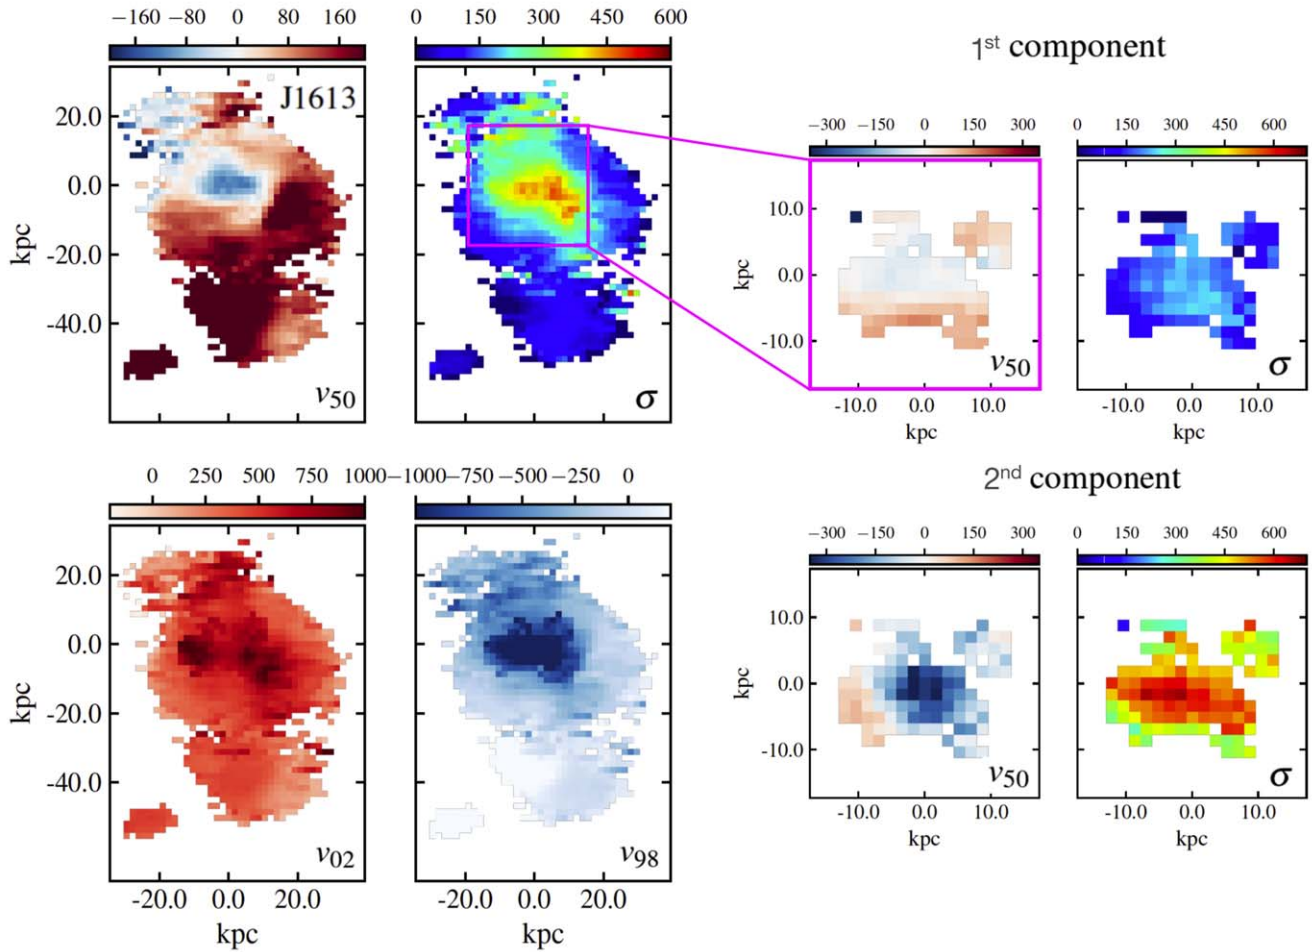 −160 −80 0 80 160
0 150 300 450 600
1st component
J1613
20.0
0.0
-20.0
-40.0
kpc
v50
σ
−300 −150 0 150 300
0 150 300 450 600
10.0
0.0
-10.0
kpc
v50
σ
-10.0 0.0 10.0
-10.0 0.0 10.0
kpc
kpc
2nd component
0 250 500 750 1000
−1000 −750 −500 −250 0
20.0
0.0
-20.0
-40.0
kpc
v02
v98
-20.0 0.0 20.0
-20.0 0.0 20.0
kpc
kpc
−300 −150 0 150 300
0 150 300 450 600
10.0
0.0
-10.0
kpc
v50
σ
-10.0 0.0 10.0
-10.0 0.0 10.0
kpc
kpc